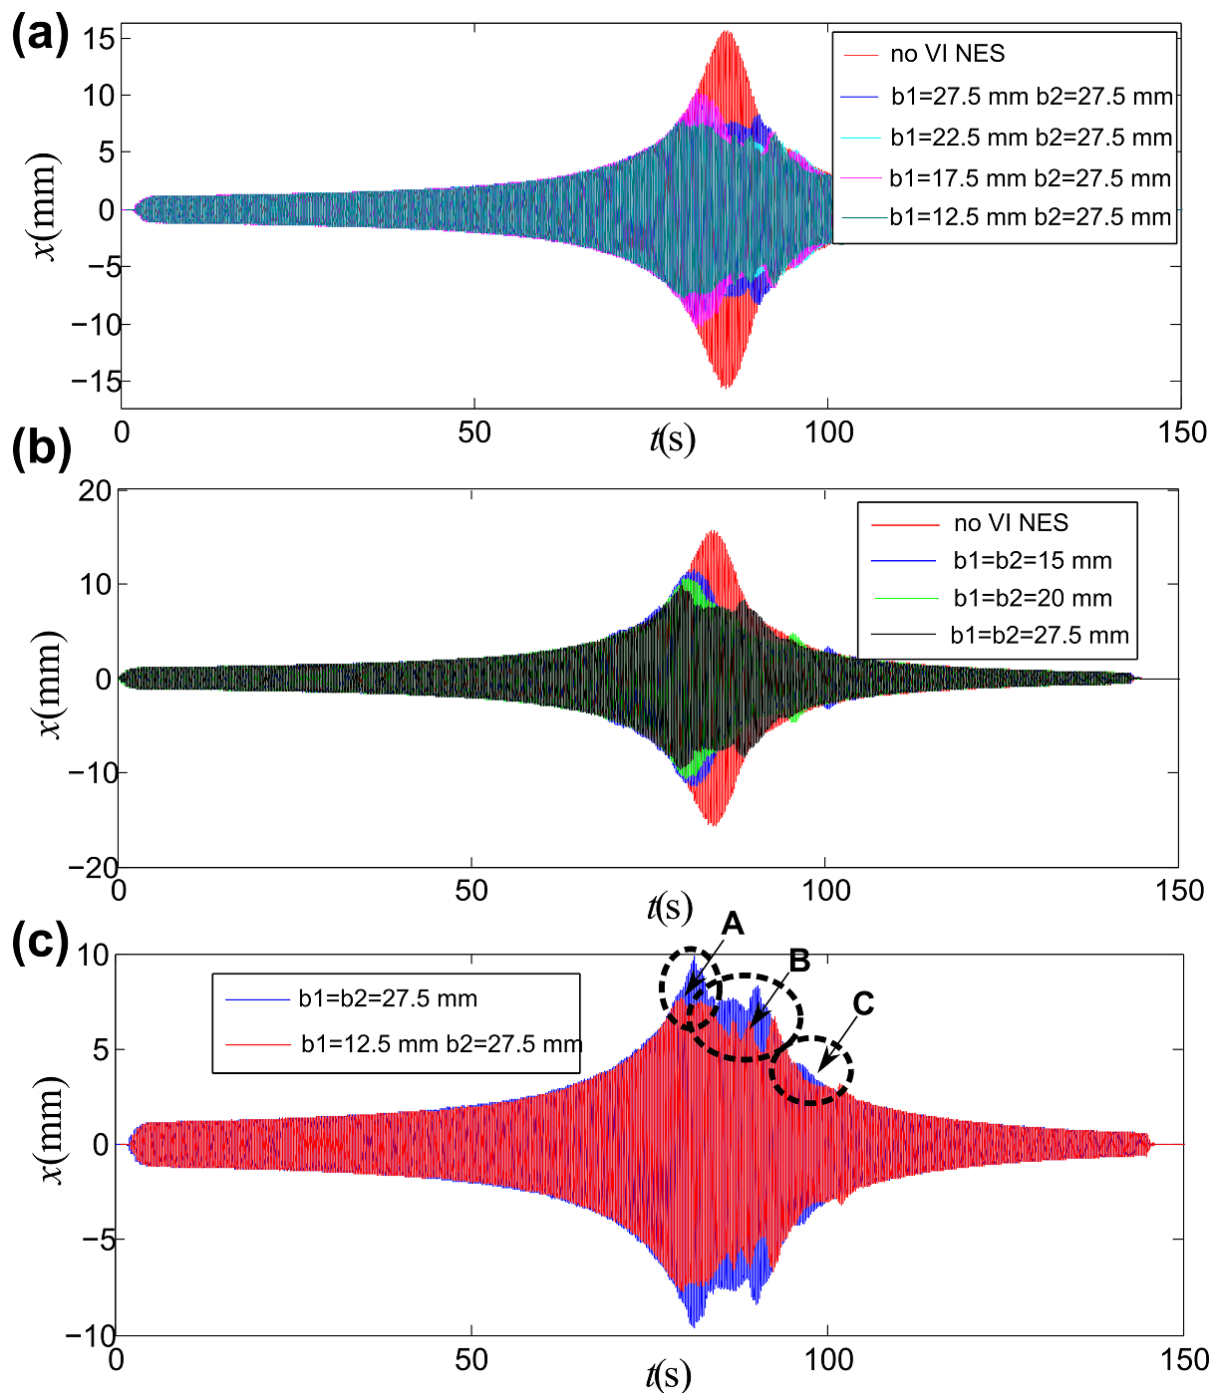 (a)
15
10
5
0
−5
−10
−15
x(mm)
no VI NES
b1=27.5 mm b2=27.5 mm
b1=22.5 mm b2=27.5 mm
b1=17.5 mm b2=27.5 mm
b1=12.5 mm b2=27.5 mm
0 50 100 150
t(s)
(b)
20
10
0
−10
−20
x(mm)
no VI NES
b1=b2=15 mm
b1=b2=20 mm
b1=b2=27.5 mm
0 50 100 150
t(s)
(c)
10
5
0
−5
−10
x(mm)
b1=b2=27.5 mm
b1=12.5 mm b2=27.5 mm
A
B
C
0 50 100 150
t(s)